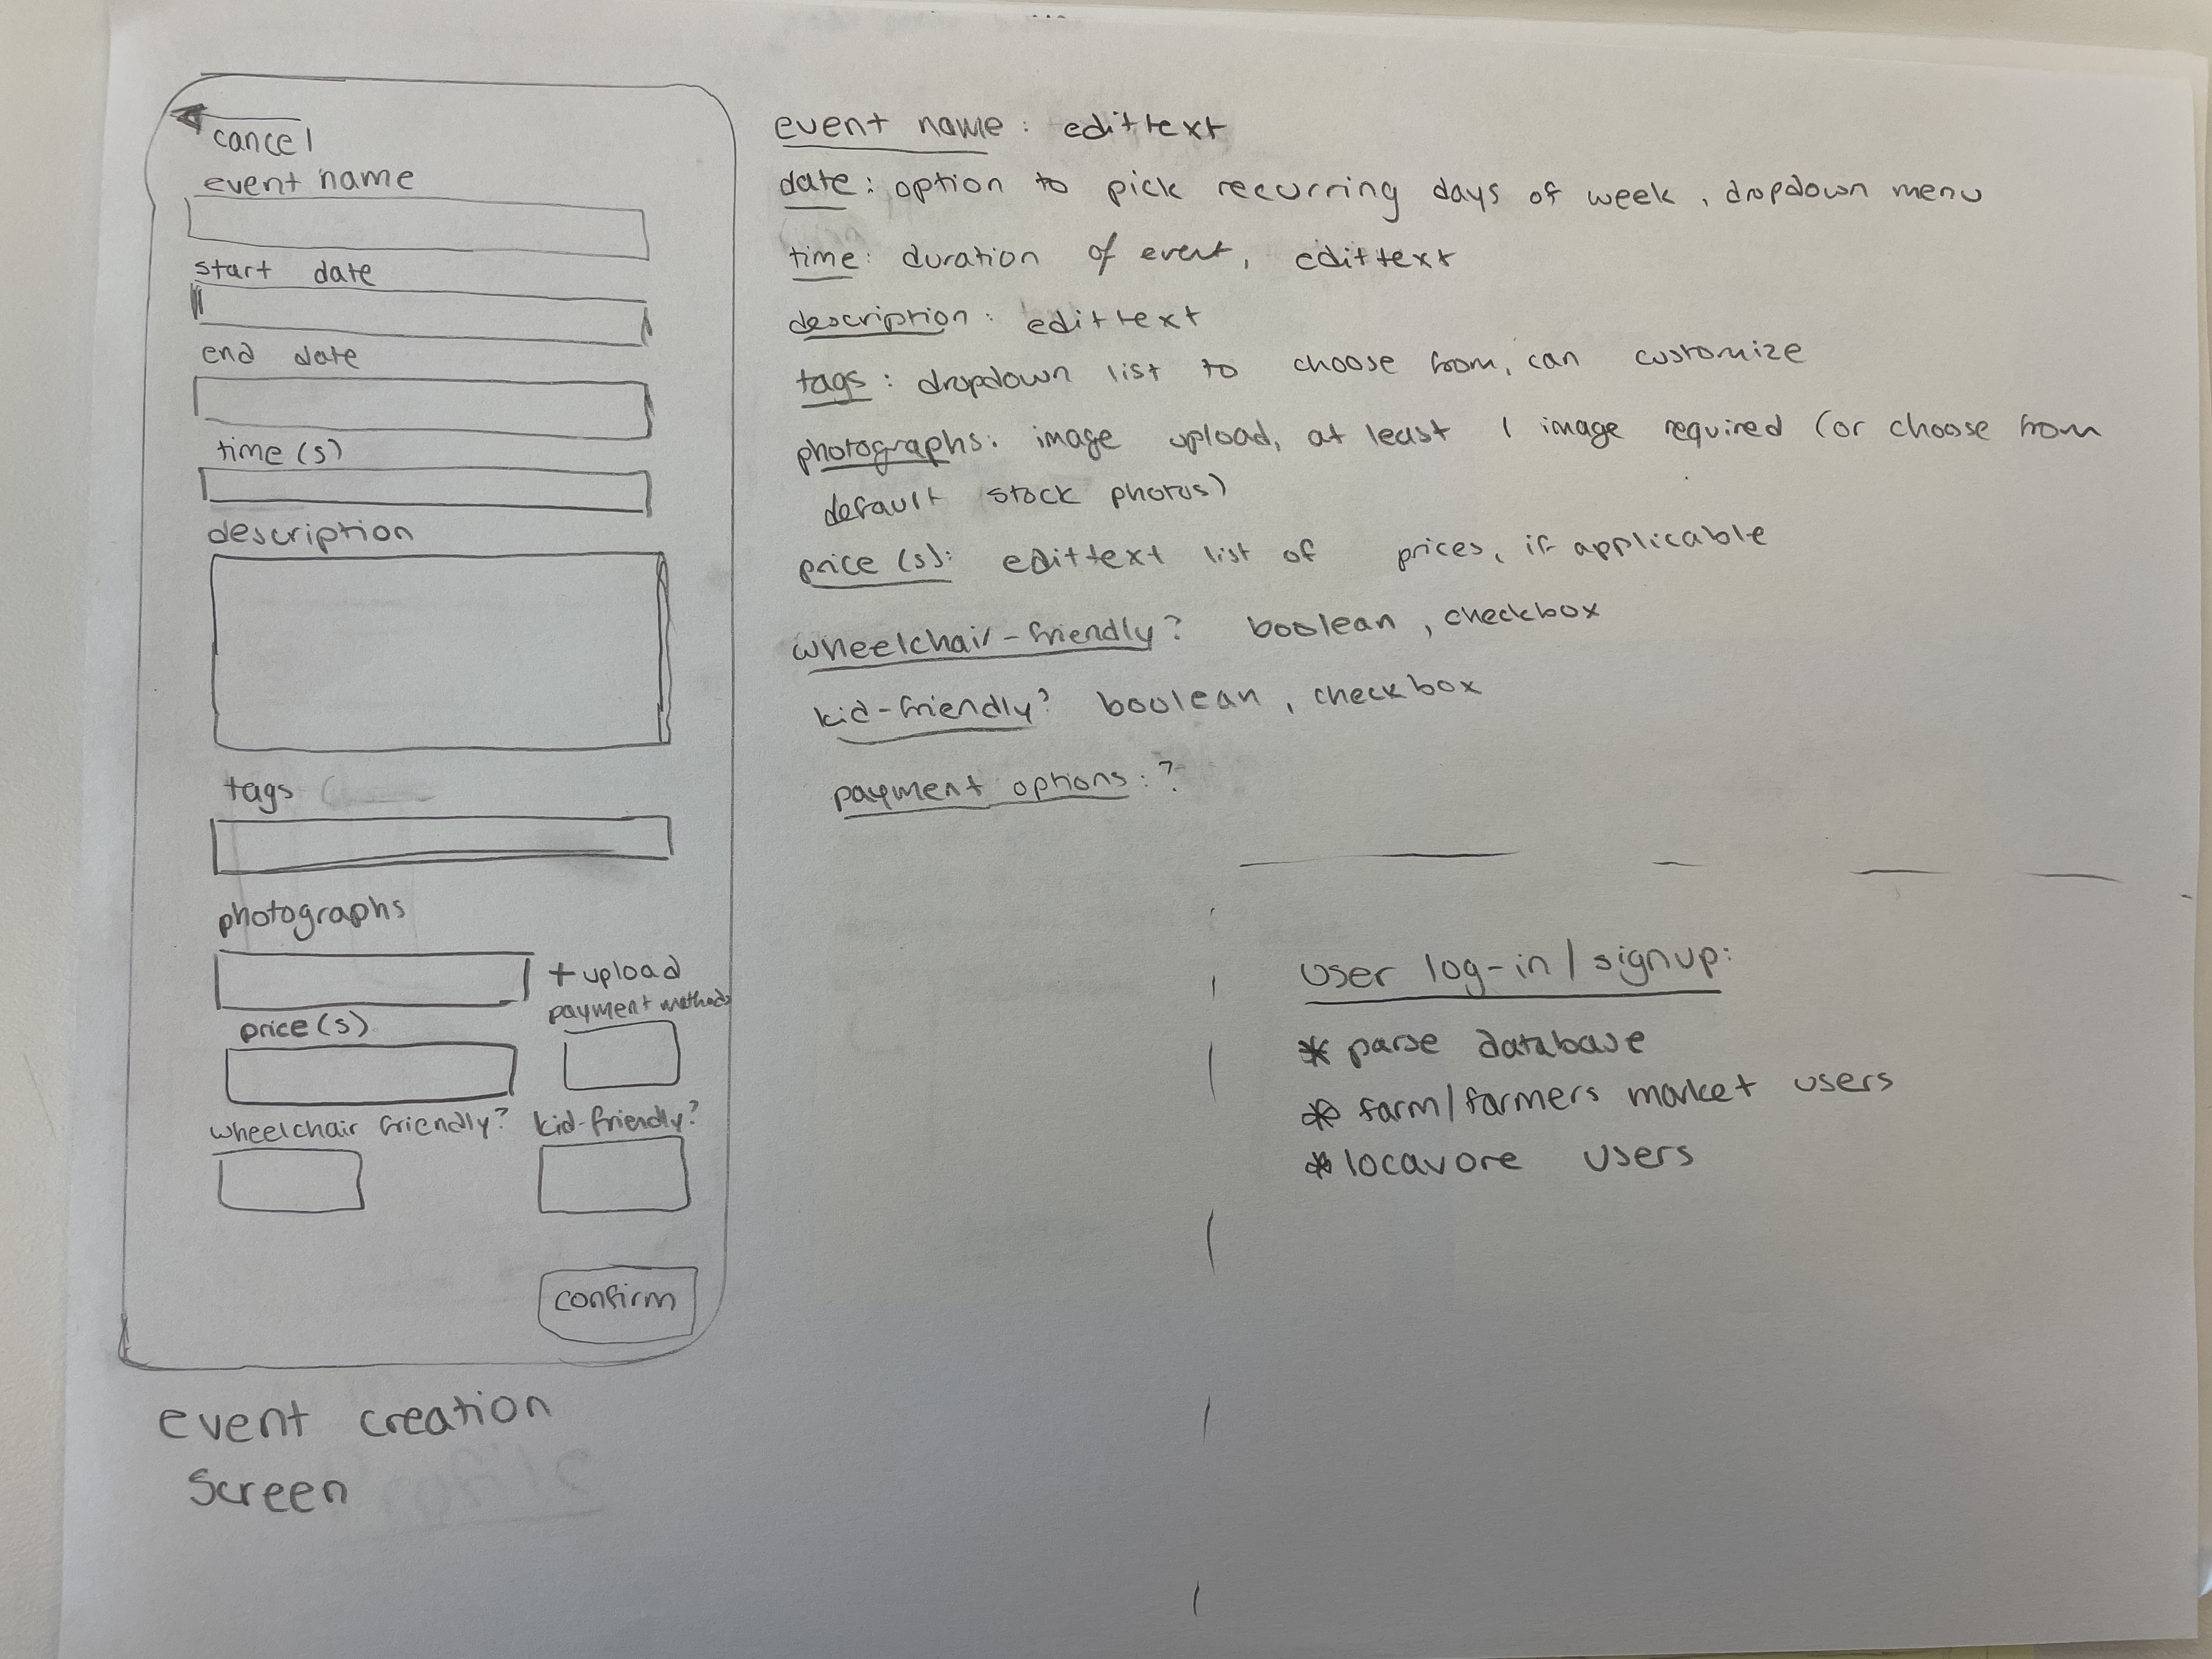 cancel
event name
start date
end date
time(s)
description
tags
photographs
+ upload
payment methods
price(s)
wheelchair friendly? kid-friendly?
confirm
event creation
screen
event name: edittext
date: option to pick recurring days of week, dropdown menu
time: duration of event, edittext
description: edittext
tags: dropdown list to choose from, can customize
photographs: image upload, at least 1 image required (or choose from
default stock photos)
price(s): edittext list of prices, if applicable
wheelchair-friendly? boolean, checkbox
kid-friendly? boolean, checkbox
payment options: ?
user log-in/signup:
* parse database
* farm/farmers market users
* locavore users